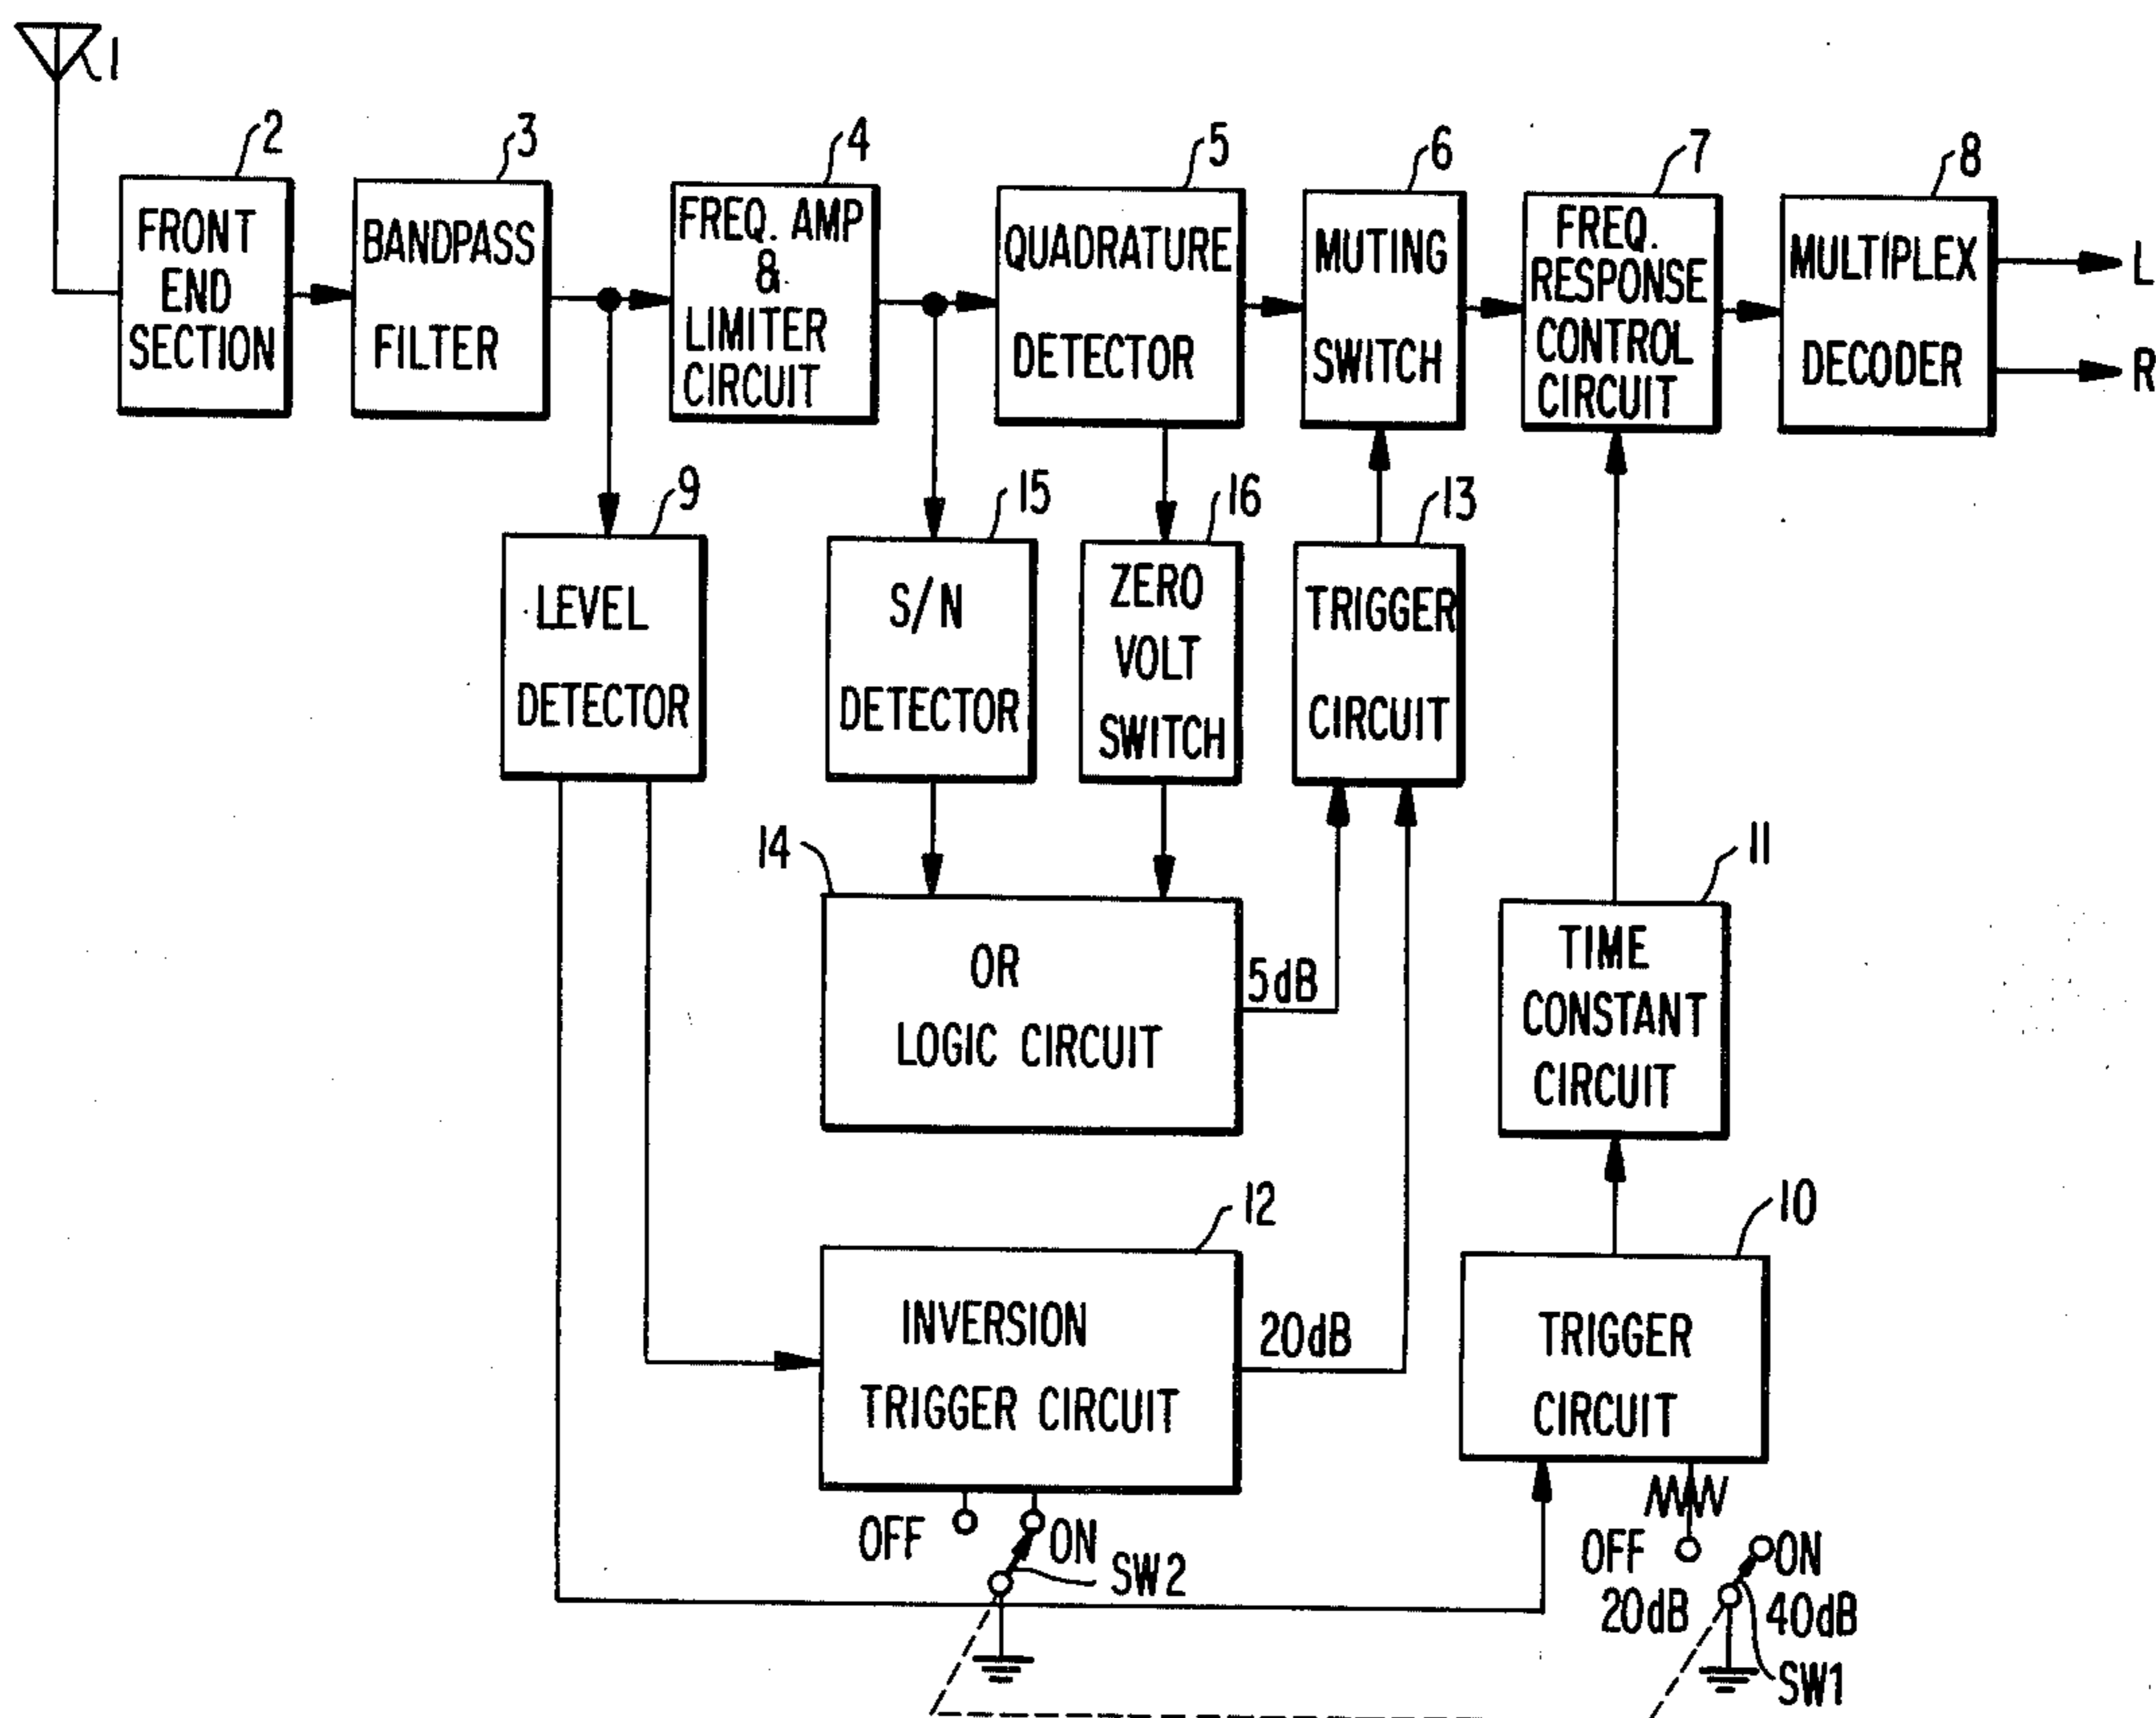 1
2
3
4
5
6
7
8
FRONT
END
SECTION
BANDPASS
FILTER
FREQ. AMP
&
LIMITER
CIRCUIT
QUADRATURE
DETECTOR
MUTING
SWITCH
FREQ.
RESPONSE
CONTROL
CIRCUIT
MULTIPLEX
DECODER
L
R
9
15
16
13
LEVEL
DETECTOR
S/N
DETECTOR
ZERO
VOLT
SWITCH
TRIGGER
CIRCUIT
14
11
OR
LOGIC CIRCUIT
5dB
TIME
CONSTANT
CIRCUIT
12
10
INVERSION
TRIGGER CIRCUIT
20dB
TRIGGER
CIRCUIT
OFF
ON
SW2
OFF
20dB
ON
40dB
SW1